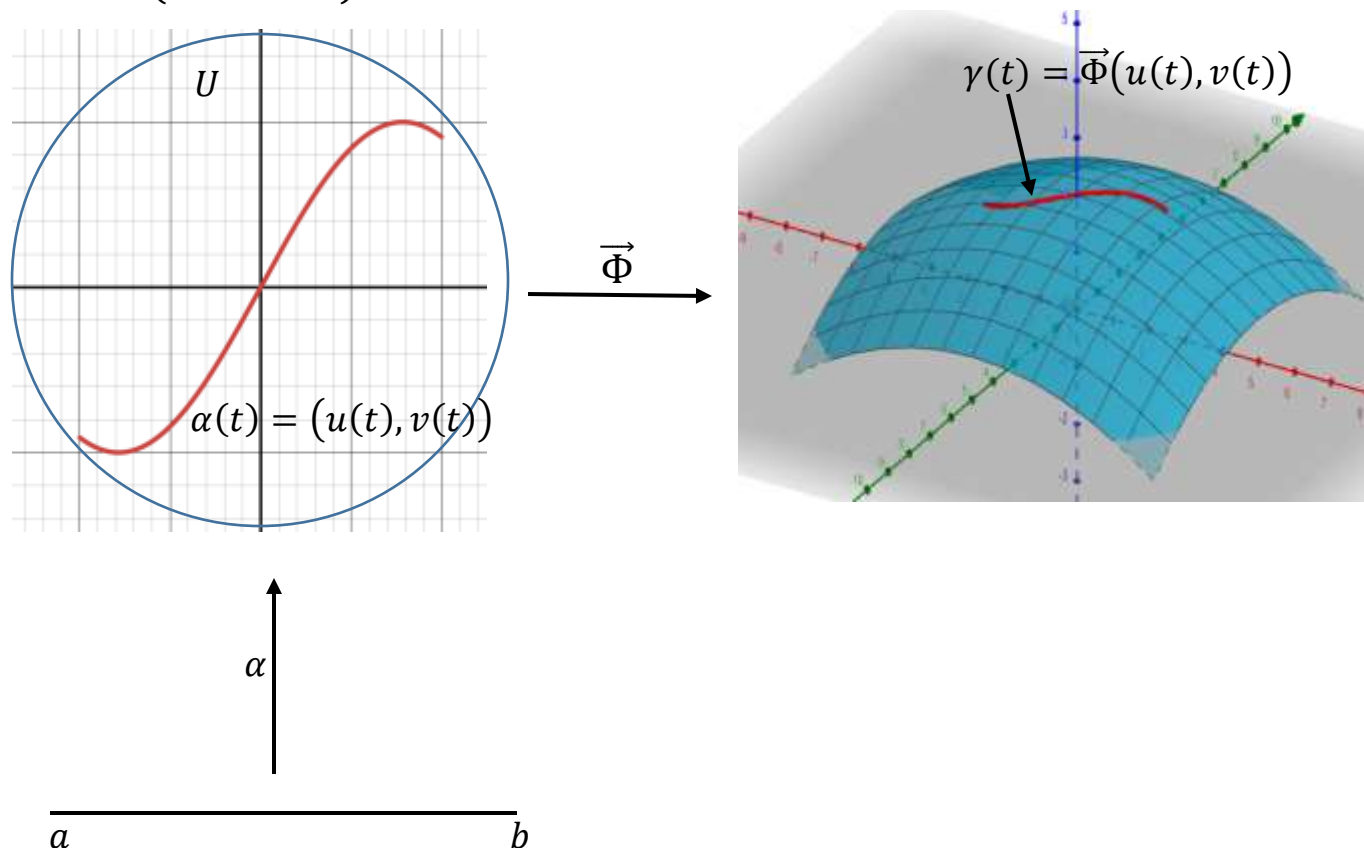 U
γ(t) = Φ⃗(u(t), v(t))
Φ⃗
α(t) = (u(t), v(t))
α
a b